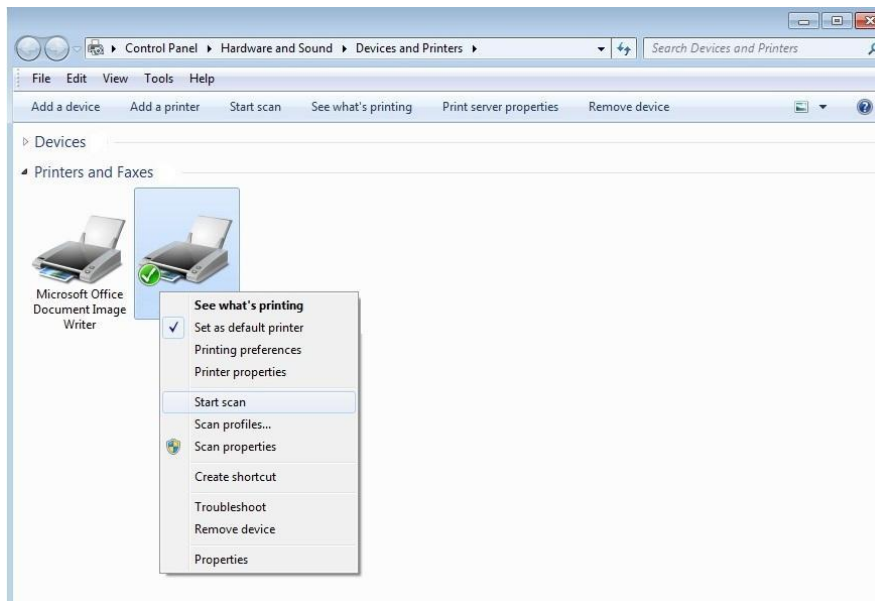 Control Panel ▸ Hardware and Sound ▸ Devices and Printers ▸ Search Devices and Printers
File Edit View Tools Help
Add a device Add a printer Start scan See what's printing Print server properties Remove device
Devices
Printers and Faxes
Microsoft Office
Document Image
Writer
See what's printing
Set as default printer
Printing preferences
Printer properties
Start scan
Scan profiles...
Scan properties
Create shortcut
Troubleshoot
Remove device
Properties